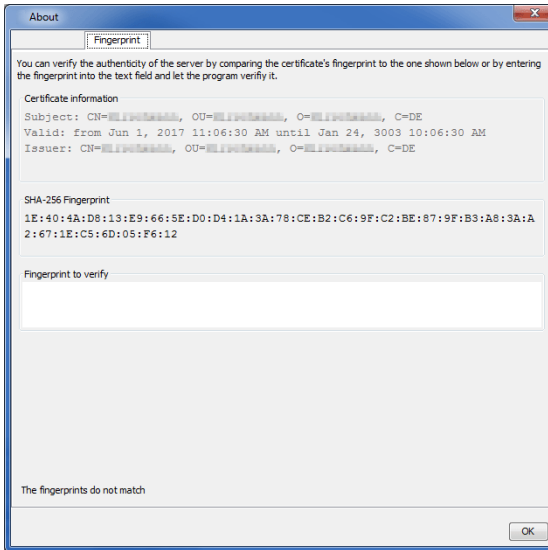 About
Fingerprint
You can verify the authenticity of the server by comparing the certificate's fingerprint to the one shown below or by entering
the fingerprint into the text field and let the program verifiy it.
Certificate information
Subject: CN=, OU=, O=, C=DE
Valid: from Jun 1, 2017 11:06:30 AM until Jan 24, 3003 10:06:30 AM
Issuer: CN=, OU=, O=, C=DE
SHA-256 Fingerprint
1E:40:4A:D8:13:E9:66:5E:D0:D4:1A:3A:78:CE:B2:C6:9F:C2:BE:87:9F:B3:A8:3A:A
2:67:1E:C5:6D:05:F6:12
Fingerprint to verify
The fingerprints do not match
OK